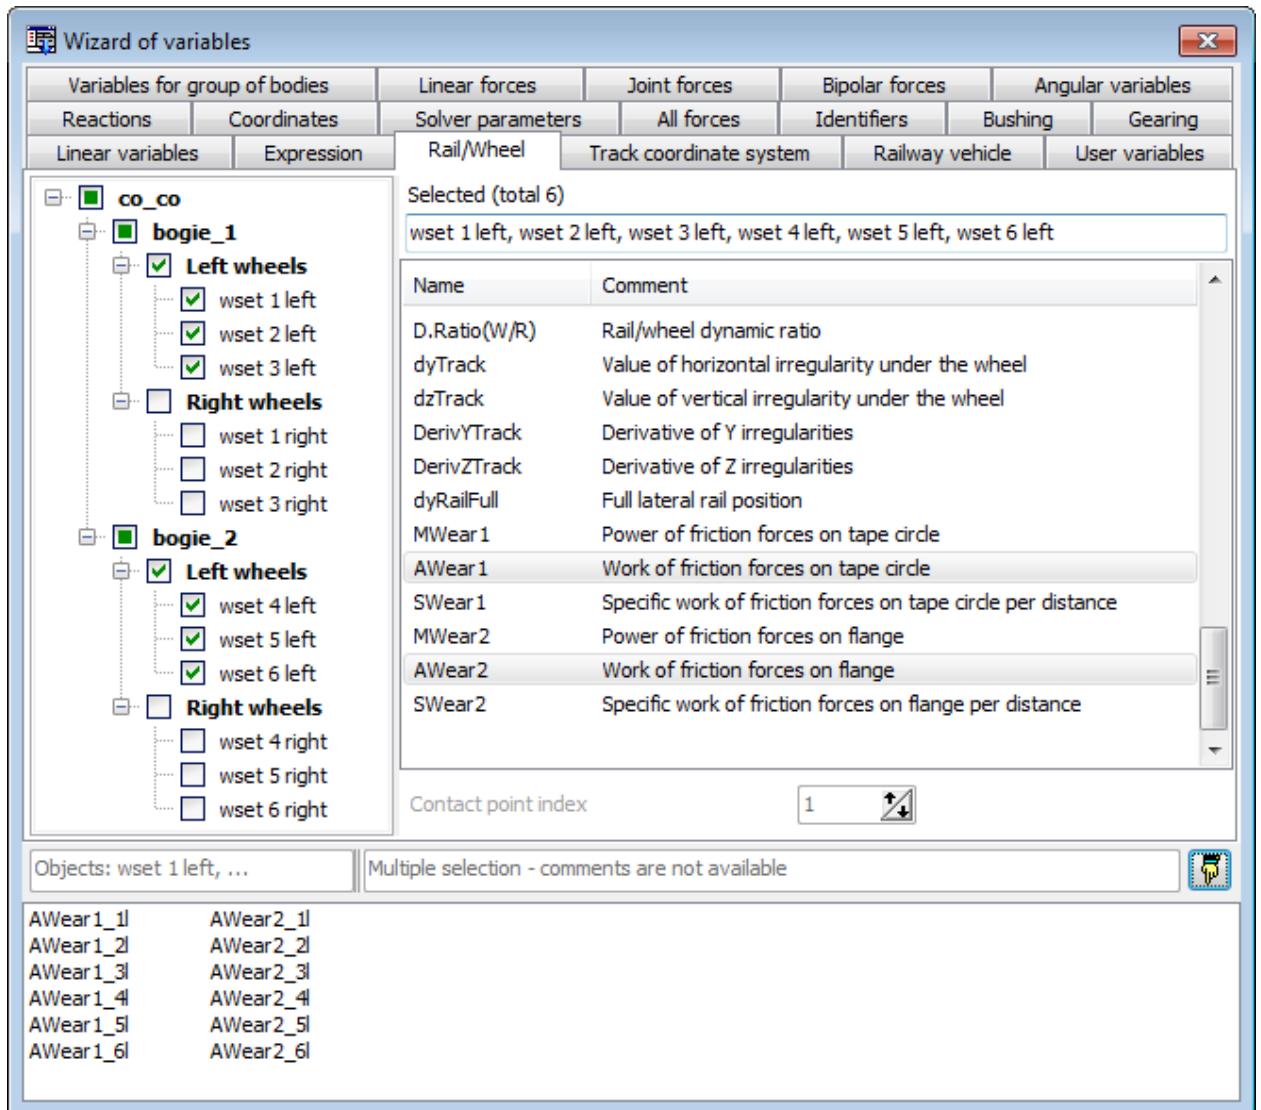 Wizard of variables
Variables for group of bodies Linear forces Joint forces Bipolar forces Angular variables
Reactions Coordinates Solver parameters All forces Identifiers Bushing Gearing
Linear variables Expression Rail/Wheel Track coordinate system Railway vehicle User variables
co_co
bogie_1
Left wheels
wset 1 left
wset 2 left
wset 3 left
Right wheels
wset 1 right
wset 2 right
wset 3 right
bogie_2
Left wheels
wset 4 left
wset 5 left
wset 6 left
Right wheels
wset 4 right
wset 5 right
wset 6 right
Selected (total 6)
wset 1 left, wset 2 left, wset 3 left, wset 4 left, wset 5 left, wset 6 left
Name Comment
D.Ratio(W/R) Rail/wheel dynamic ratio
dyTrack Value of horizontal irregularity under the wheel
dzTrack Value of vertical irregularity under the wheel
DerivYTrack Derivative of Y irregularities
DerivZTrack Derivative of Z irregularities
dyRailFull Full lateral rail position
MWear1 Power of friction forces on tape circle
AWear1 Work of friction forces on tape circle
SWear1 Specific work of friction forces on tape circle per distance
MWear2 Power of friction forces on flange
AWear2 Work of friction forces on flange
SWear2 Specific work of friction forces on flange per distance
Contact point index 1
Objects: wset 1 left, ... Multiple selection - comments are not available
AWear1_1l AWear2_1l
AWear1_2l AWear2_2l
AWear1_3l AWear2_3l
AWear1_4l AWear2_4l
AWear1_5l AWear2_5l
AWear1_6l AWear2_6l